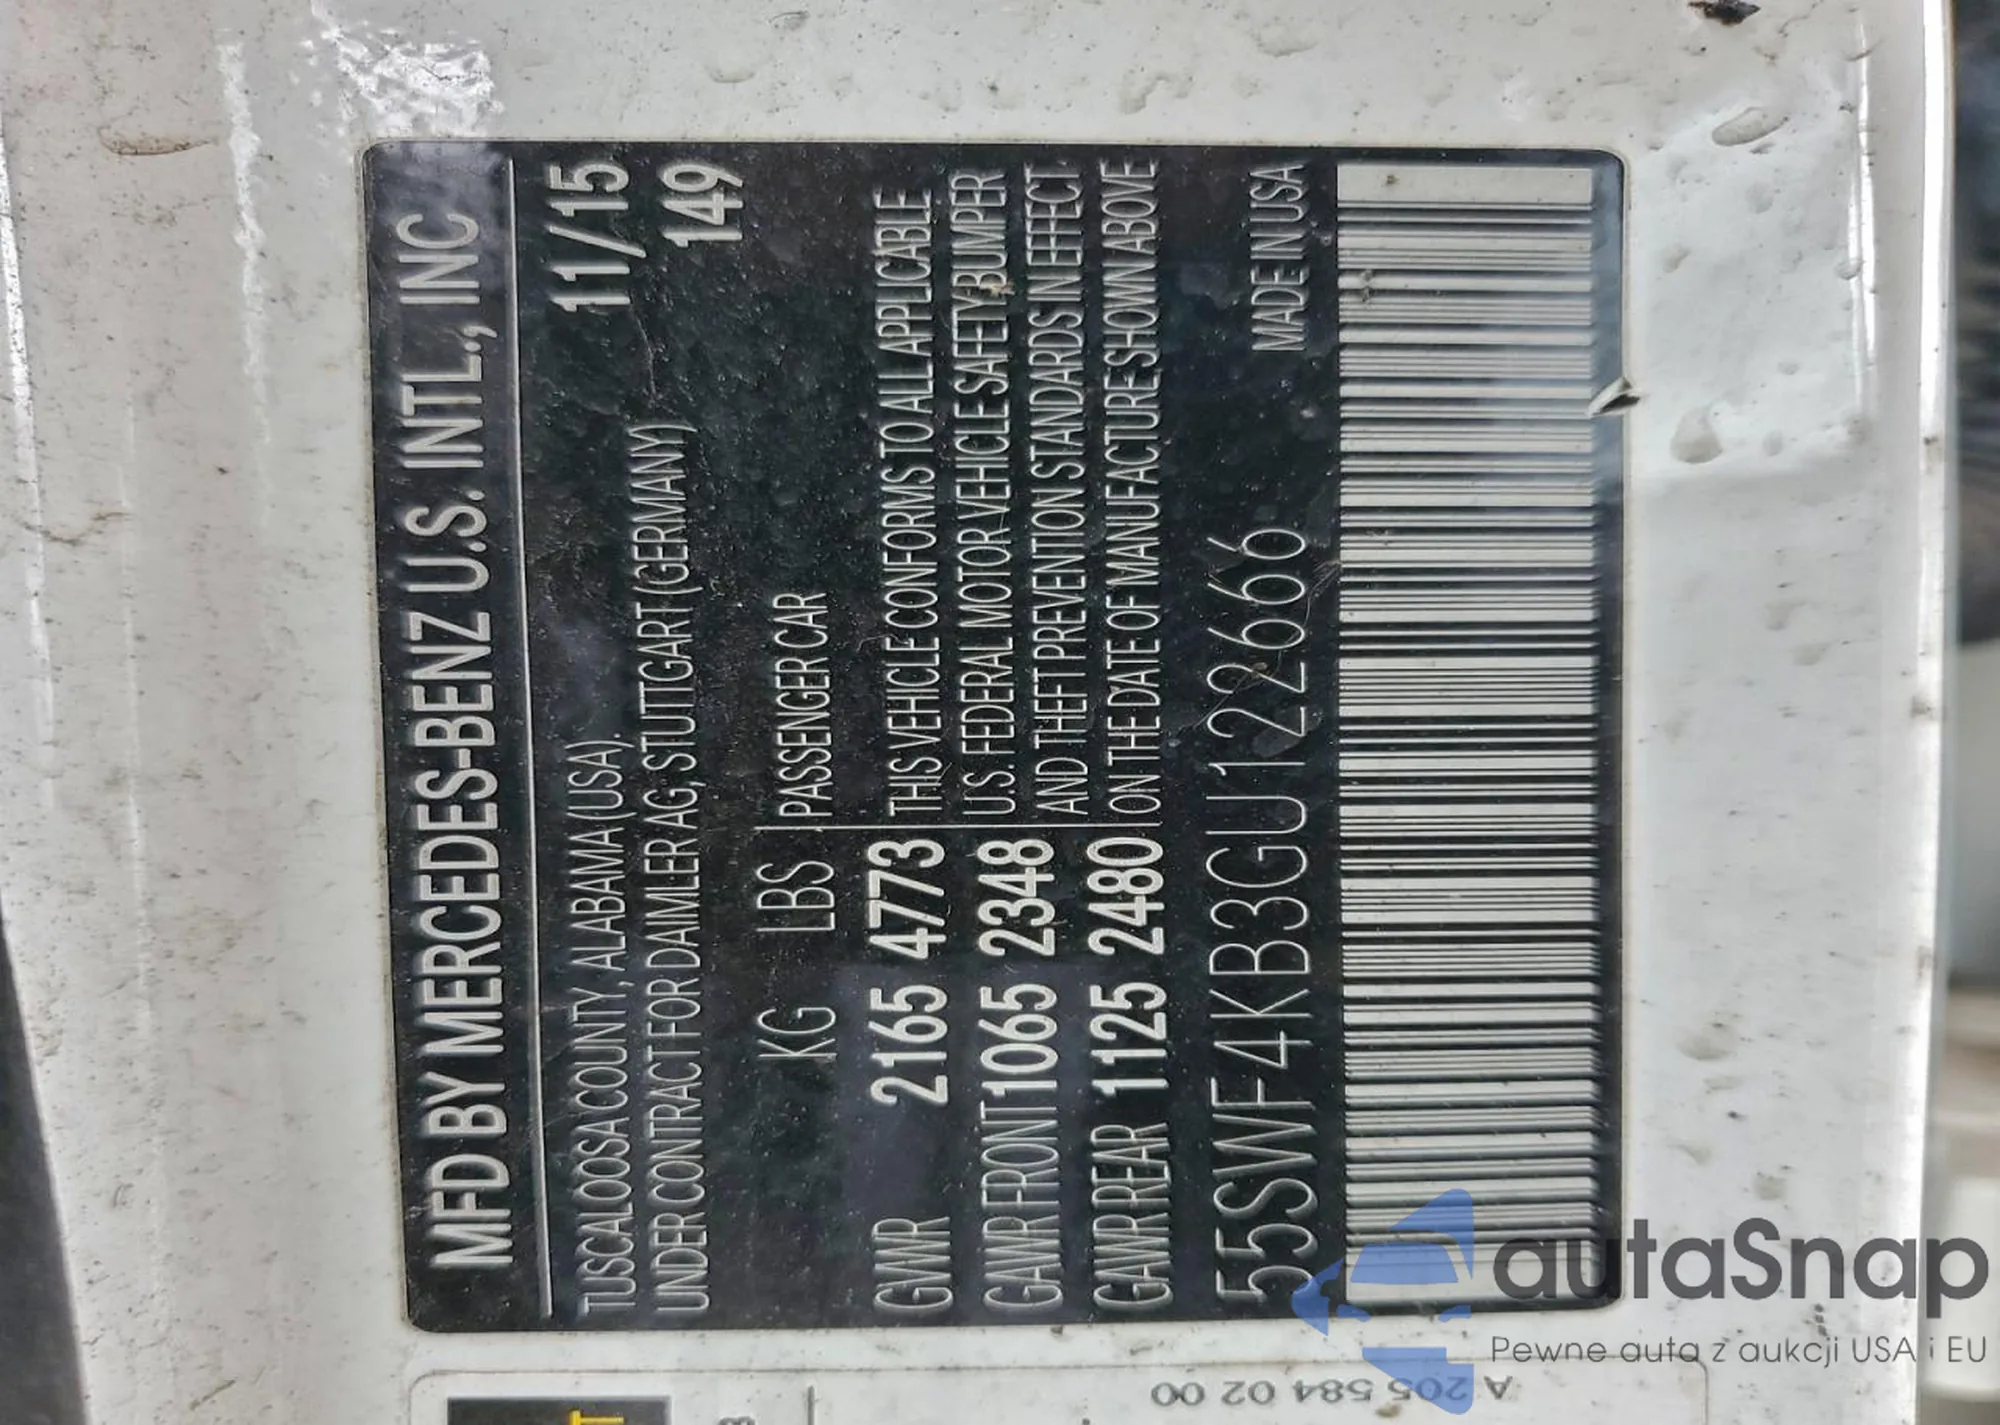 MFD BY MERCEDES-BENZ U.S. INTL., INC
TUSCALOOSA COUNTY, ALABAMA (USA). 11/15
UNDER CONTRACT FOR DAIMLER AG, STUTTGART (GERMANY) 149
KG LBS PASSENGER CAR
GVWR 2165 4773 THIS VEHICLE CONFORMS TO ALL APPLICABLE
U.S. FEDERAL MOTOR VEHICLE SAFETY-BUMPER
GAWR FRONT 1065 2348 AND THEFT PREVENTION STANDARDS IN EFFECT
GAWR REAR 1125 2480 ON THE DATE OF MANUFACTURE SHOWN ABOVE
55SWF4KB3GU122666 MADE IN USA
A 205 584 02 00
autaSnap
Pewne auta z aukcji USA i EU